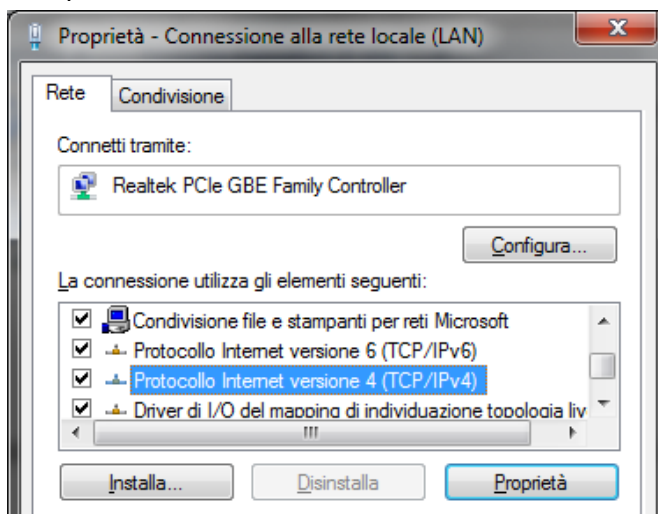 Proprietà - Connessione alla rete locale (LAN)
Rete Condivisione
Connetti tramite:
Realtek PCIe GBE Family Controller
Configura...
La connessione utilizza gli elementi seguenti:
Condivisione file e stampanti per reti Microsoft
Protocollo Internet versione 6 (TCP/IPv6)
Protocollo Internet versione 4 (TCP/IPv4)
Driver di I/O del mapping di individuazione topologia liv
Installa... Disinstalla Proprietà